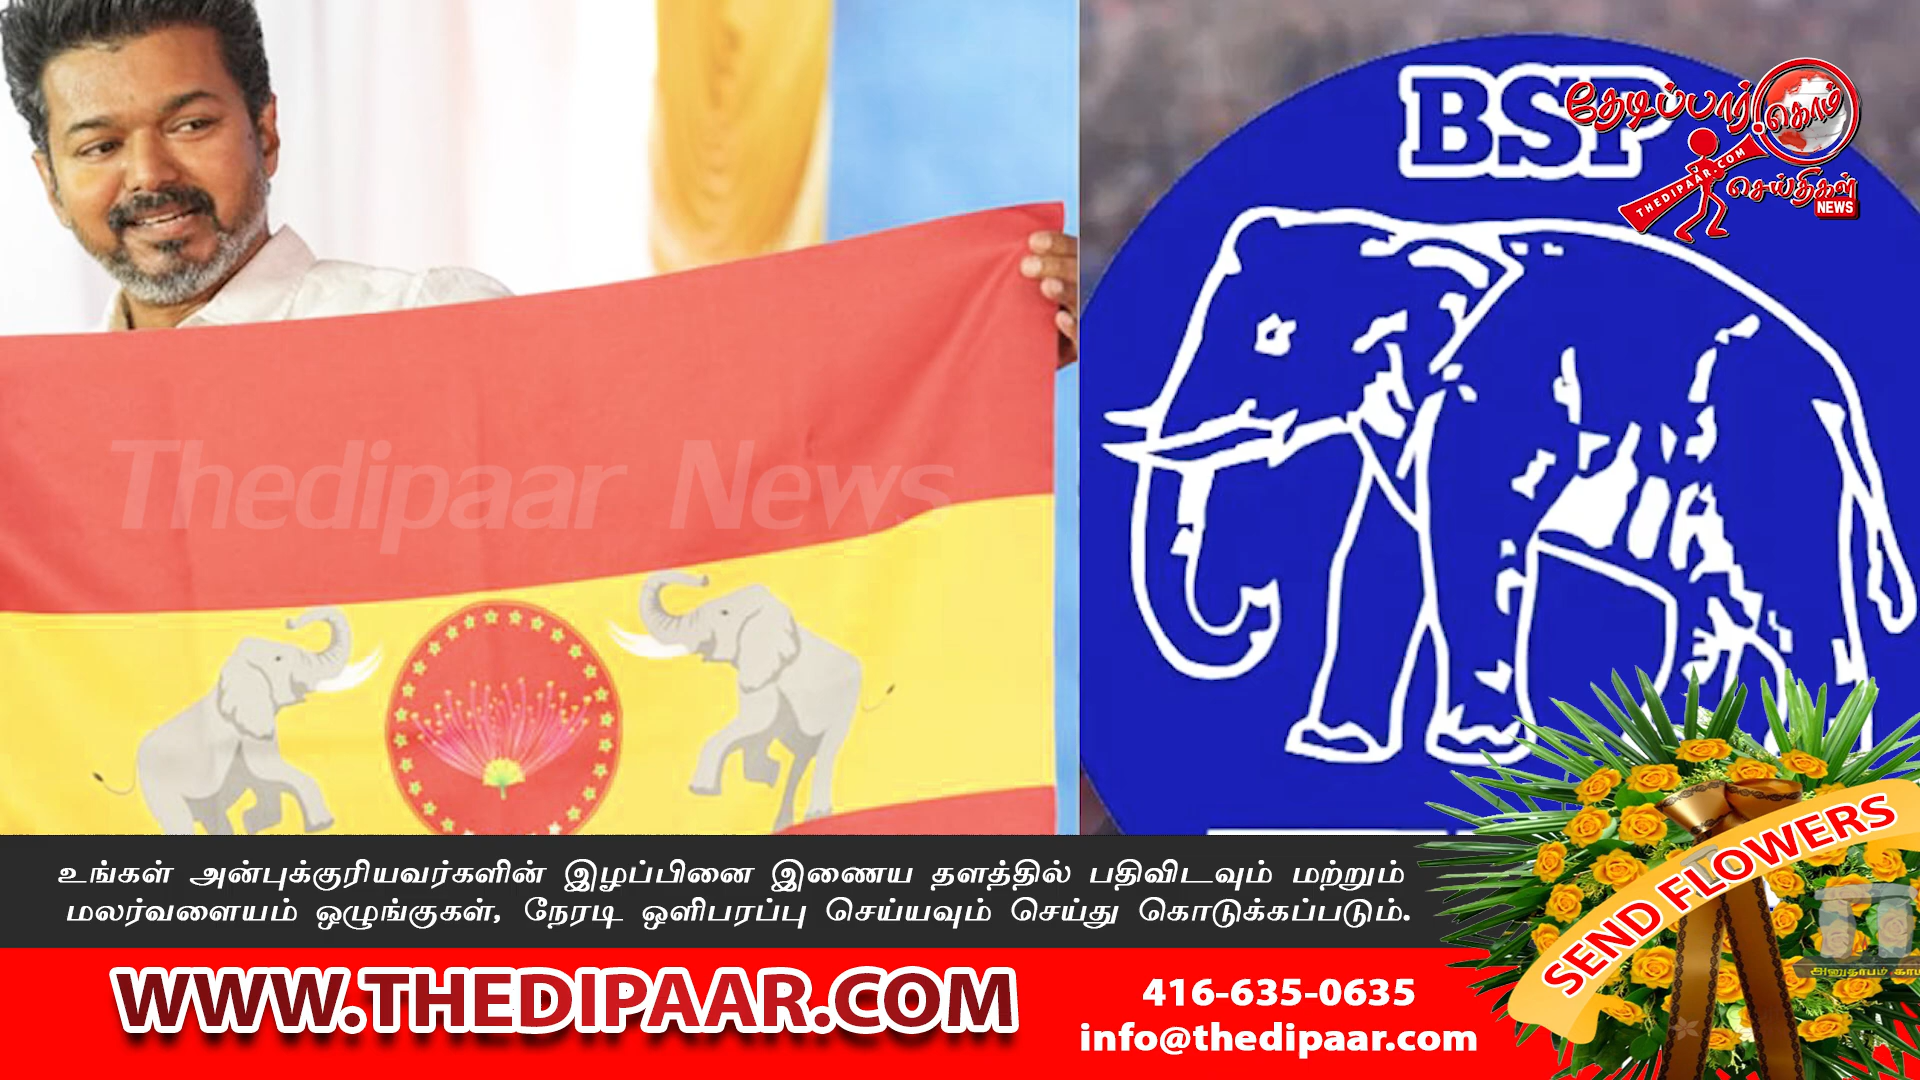 BSP
தேடிப்பார்.கொம்
THEDIPAAR.COM
செய்திகள்
NEWS
Thedipaar News
உங்கள் அன்புக்குரியவர்களின் இழப்பினை இணைய தளத்தில் பதிவிடவும் மற்றும்
மலர்வளையம் ஒழுங்குகள், நேரடி ஒளிபரப்பு செய்யவும் செய்து கொடுக்கப்படும்.
SEND FLOWERS
WWW.THEDIPAAR.COM
416-635-0635
info@thedipaar.com
அனுதாபம்